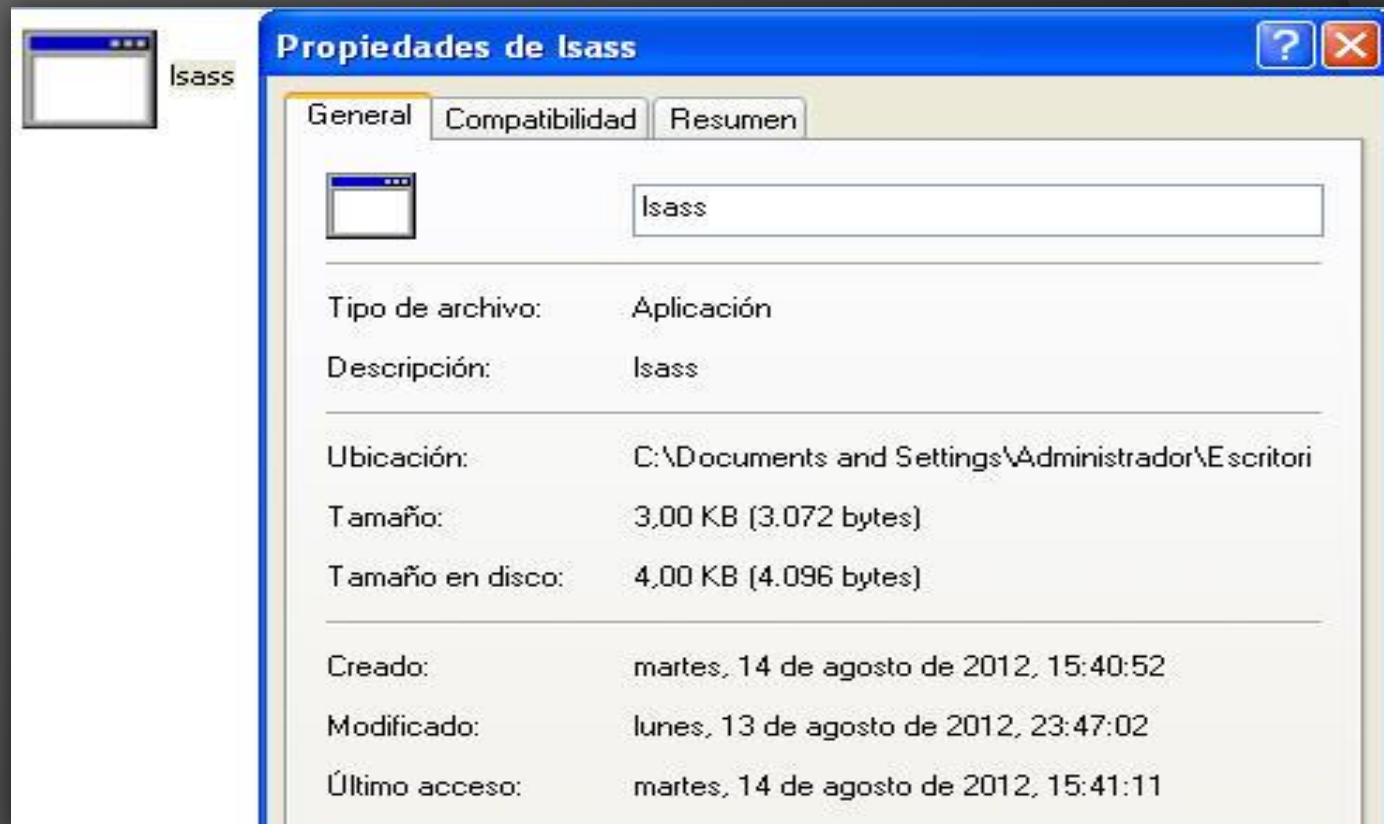 lsass
Propiedades de lsass
General Compatibilidad Resumen
lsass
Tipo de archivo: Aplicación
Descripción: lsass
Ubicación: C:\Documents and Settings\Administrador\Escritori
Tamaño: 3,00 KB (3.072 bytes)
Tamaño en disco: 4,00 KB (4.096 bytes)
Creado: martes, 14 de agosto de 2012, 15:40:52
Modificado: lunes, 13 de agosto de 2012, 23:47:02
Último acceso: martes, 14 de agosto de 2012, 15:41:11